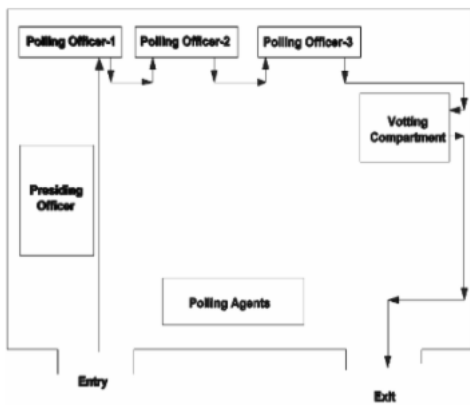 Polling Officer-1
Polling Officer-2
Polling Officer-3
Votting
Compartment
Presiding
Officer
Polling Agents
Entry
Exit